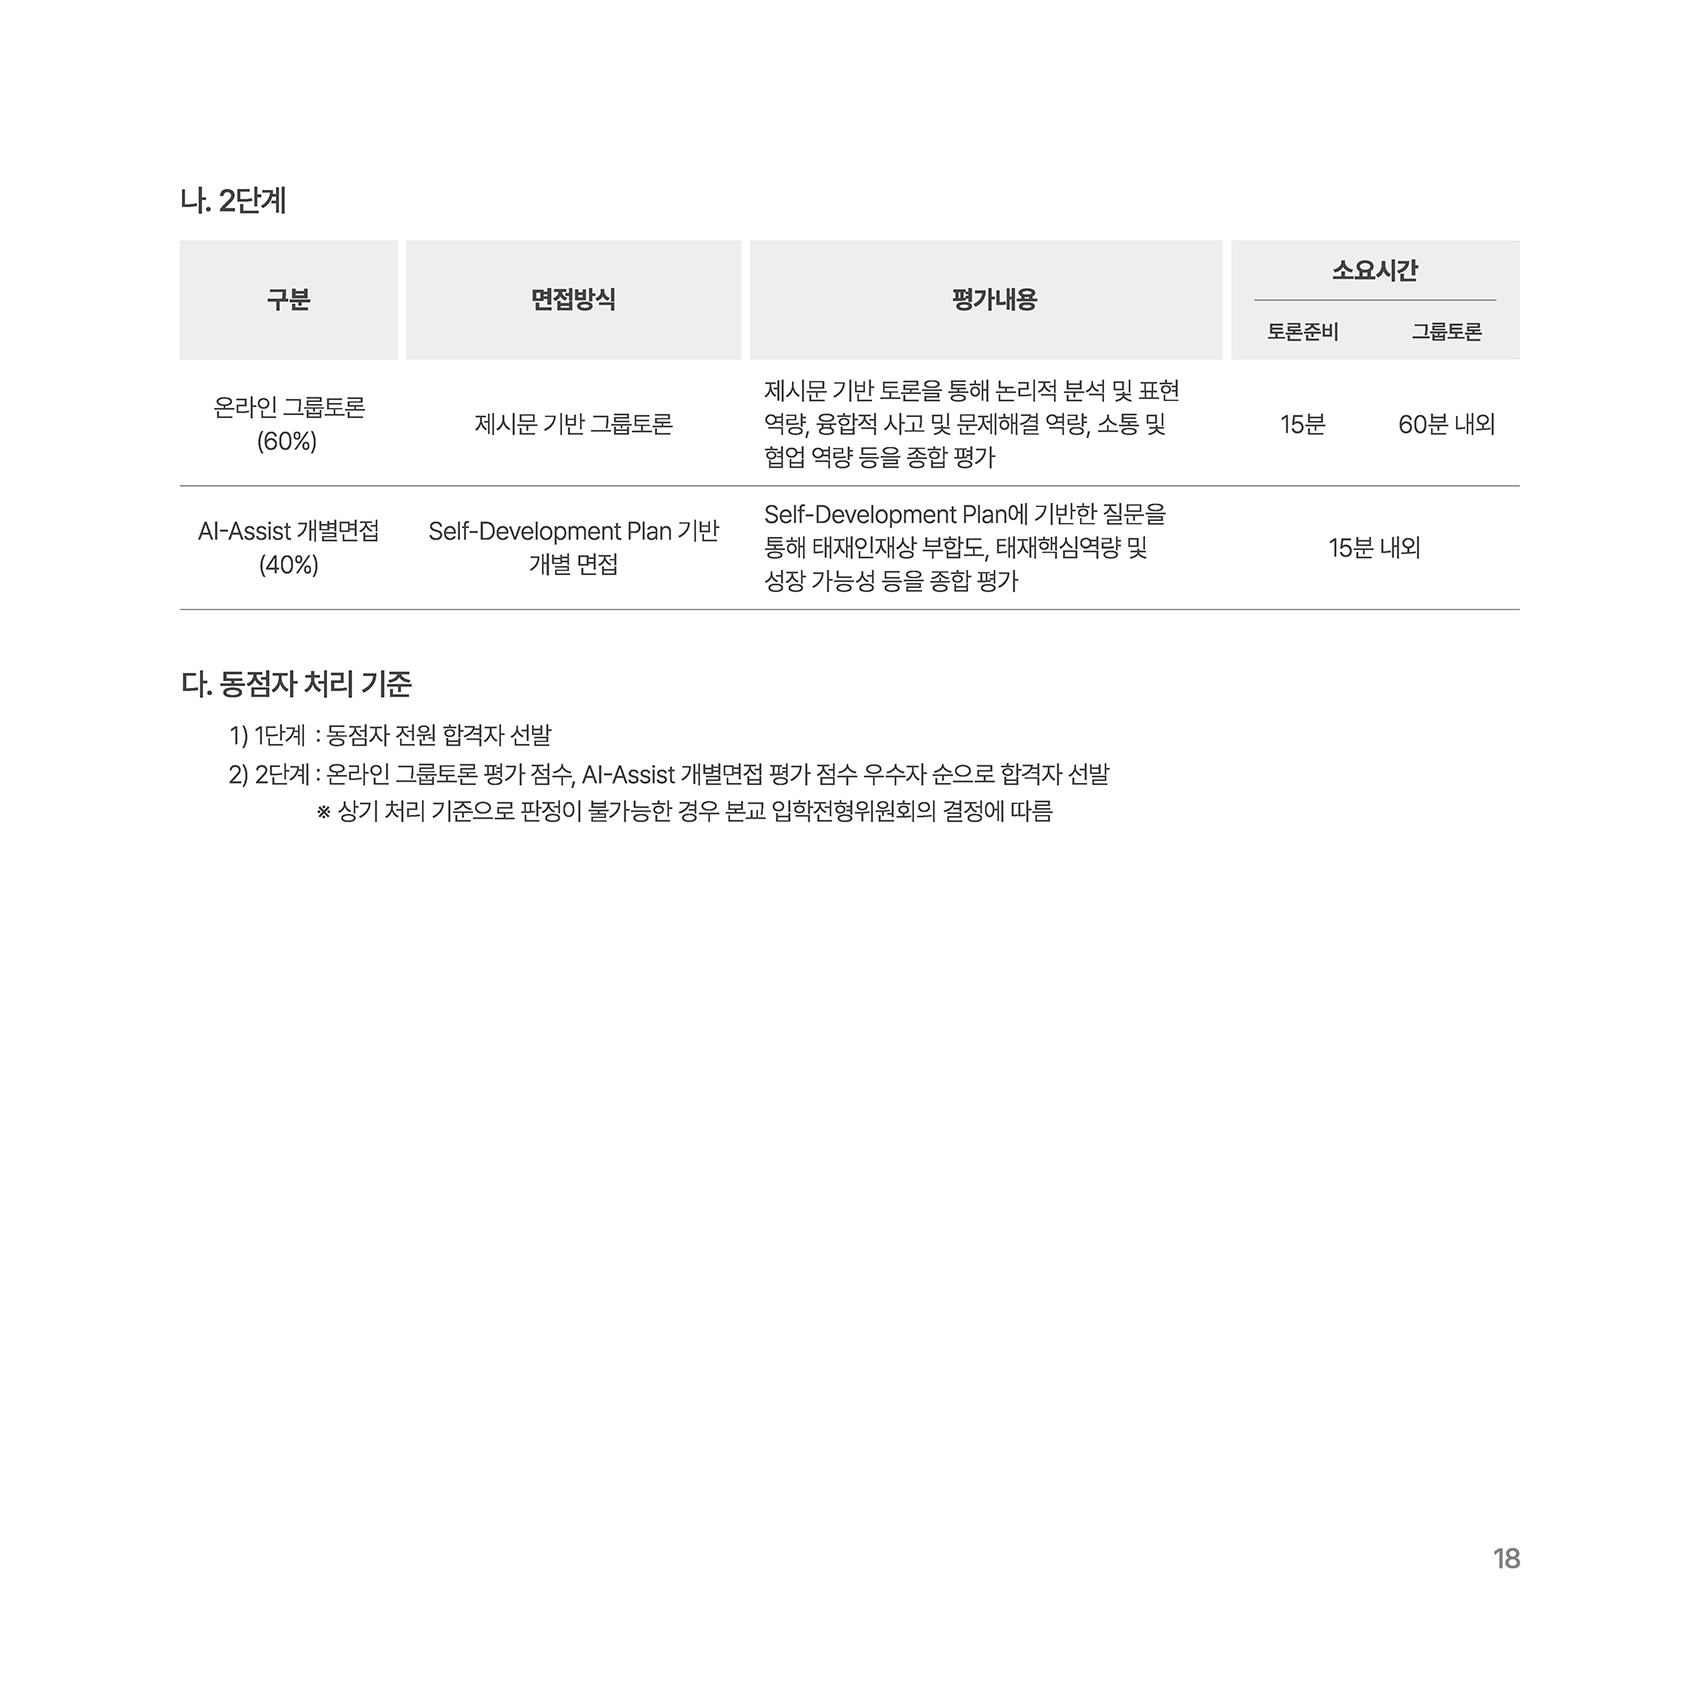 나. 2단계
구분
면접방식
평가내용
소요시간
토론준비 그룹토론
온라인 그룹토론
(60%)
제시문 기반 그룹토론
제시문 기반 토론을 통해 논리적 분석 및 표현
역량, 융합적 사고 및 문제해결 역량, 소통 및
협업 역량 등을 종합 평가
15분
60분 내외
AI-Assist 개별면접
(40%)
Self-Development Plan 기반
개별 면접
Self-Development Plan에 기반한 질문을
통해 태재인재상 부합도, 태재핵심역량 및
성장 가능성 등을 종합 평가
15분 내외
다. 동점자 처리 기준
1) 1단계 : 동점자 전원 합격자 선발
2) 2단계 : 온라인 그룹토론 평가 점수, AI-Assist 개별면접 평가 점수 우수자 순으로 합격자 선발
※ 상기 처리 기준으로 판정이 불가능한 경우 본교 입학전형위원회의 결정에 따름
18